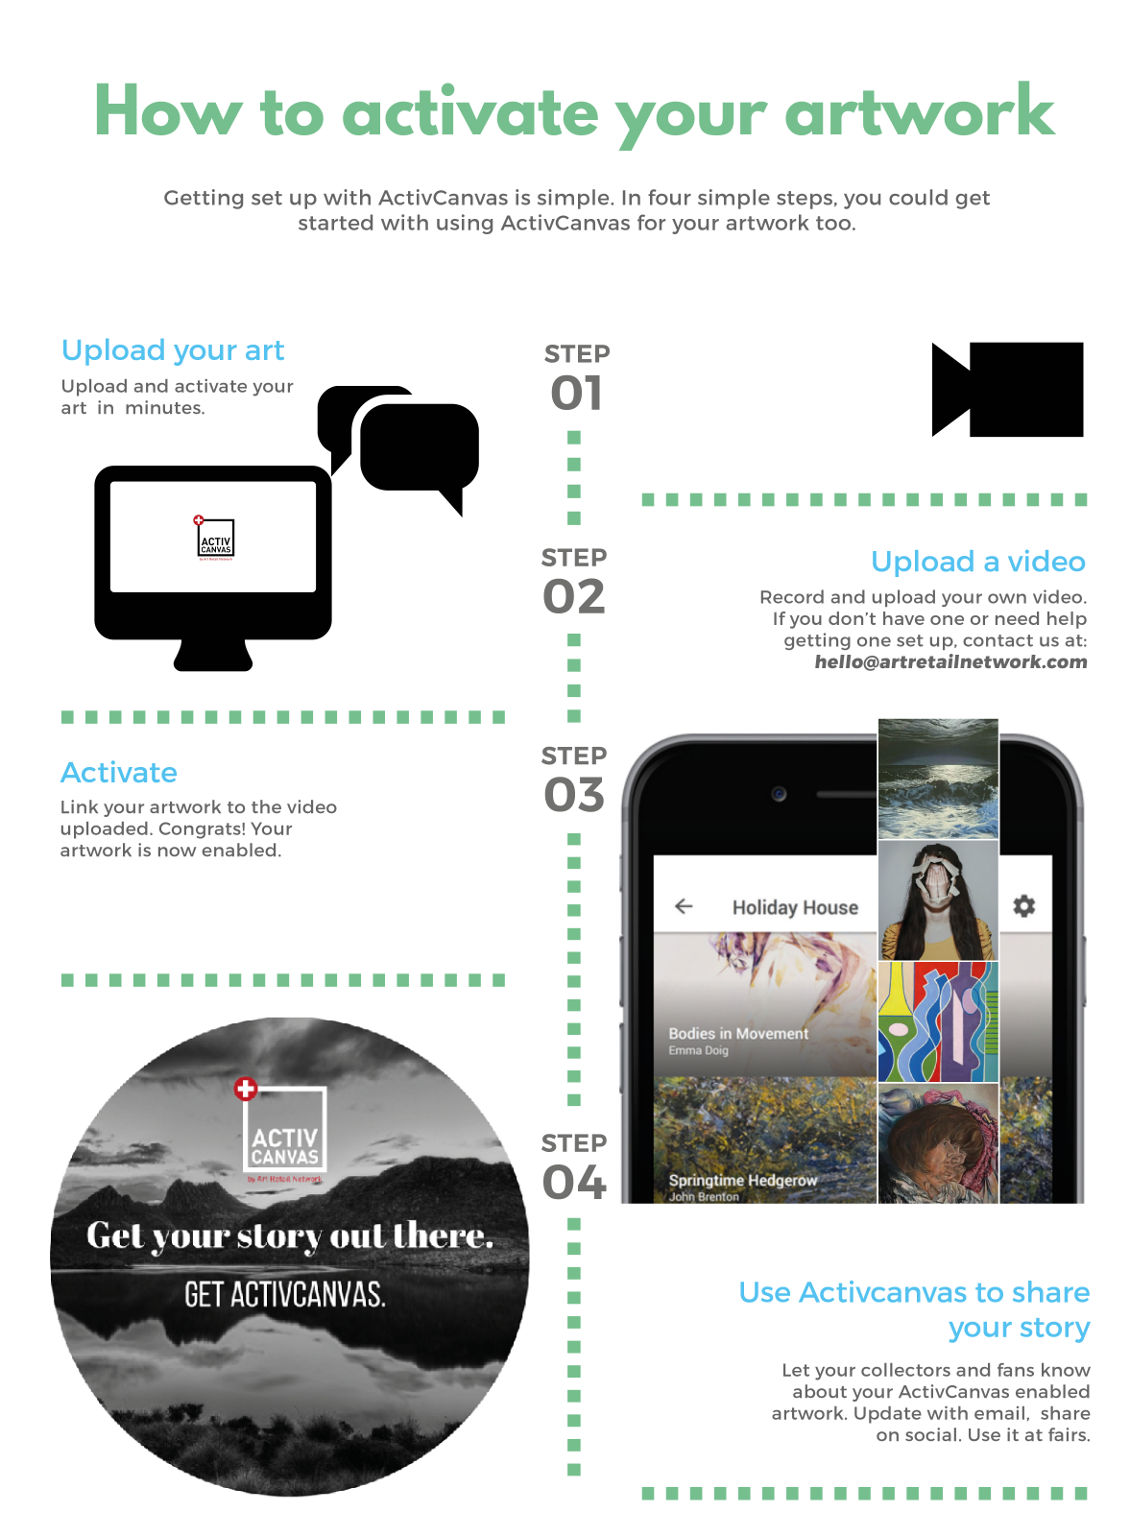 How to activate your artwork
Getting set up with ActivCanvas is simple. In four simple steps, you could get
started with using ActivCanvas for your artwork too.
STEP
01
Upload your art
Upload and activate your
art in minutes.
ACTIV
CANVAS
by Art Retail Network
STEP
02
Upload a video
Record and upload your own video.
If you don't have one or need help
getting one set up, contact us at:
hello@artretailnetwork.com
STEP
03
Activate
Link your artwork to the video
uploaded. Congrats! Your
artwork is now enabled.
Holiday House
Bodies in Movement
Emma Doig
Springtime Hedgerow
John Brenton
STEP
04
ACTIV
CANVAS
by Art Retail Network
Get your story out there.
GET ACTIVCANVAS.
Use Activcanvas to share
your story
Let your collectors and fans know
about your ActivCanvas enabled
artwork. Update with email, share
on social. Use it at fairs.